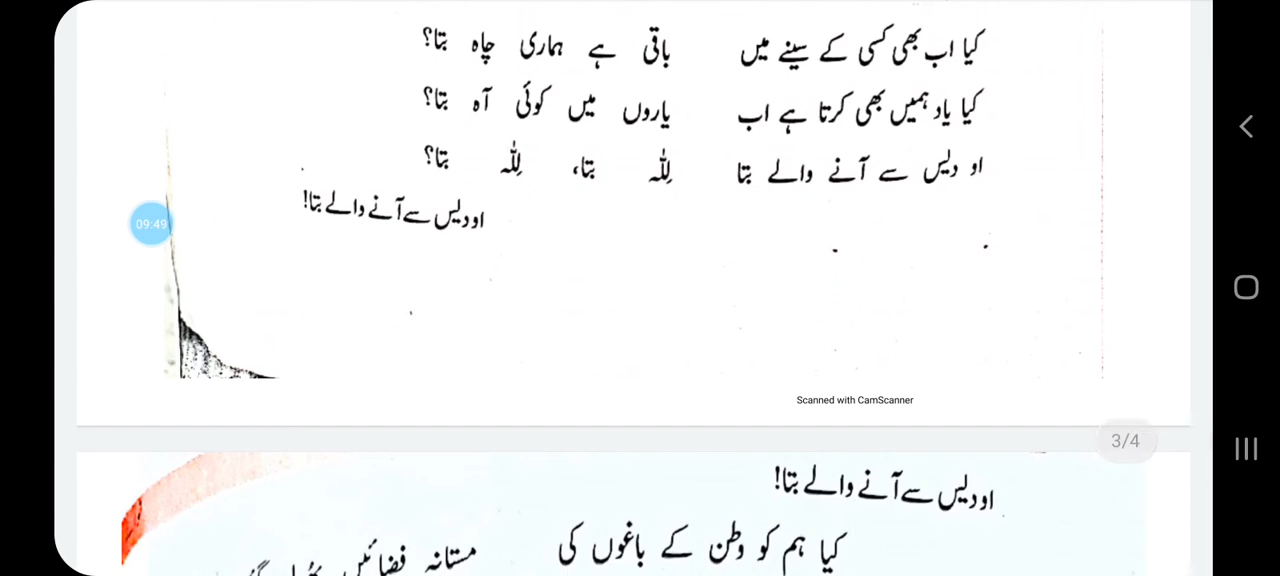 کیا اب بھی کسی کے سینے میں باقی ہے ہماری چاہ بتا؟
کیا یاد ہمیں بھی کرتا ہے اب یاروں میں کوئی آہ بتا؟
او دیس سے آنے والے بتا لِلّٰہ بتا، لِلّٰہ بتا؟
او دیس سے آنے والے بتا!
09:49
Scanned with CamScanner
3/4
او دیس سے آنے والے بتا!
کیا ہم کو وطن کے باغوں کی مستانہ فضائیں